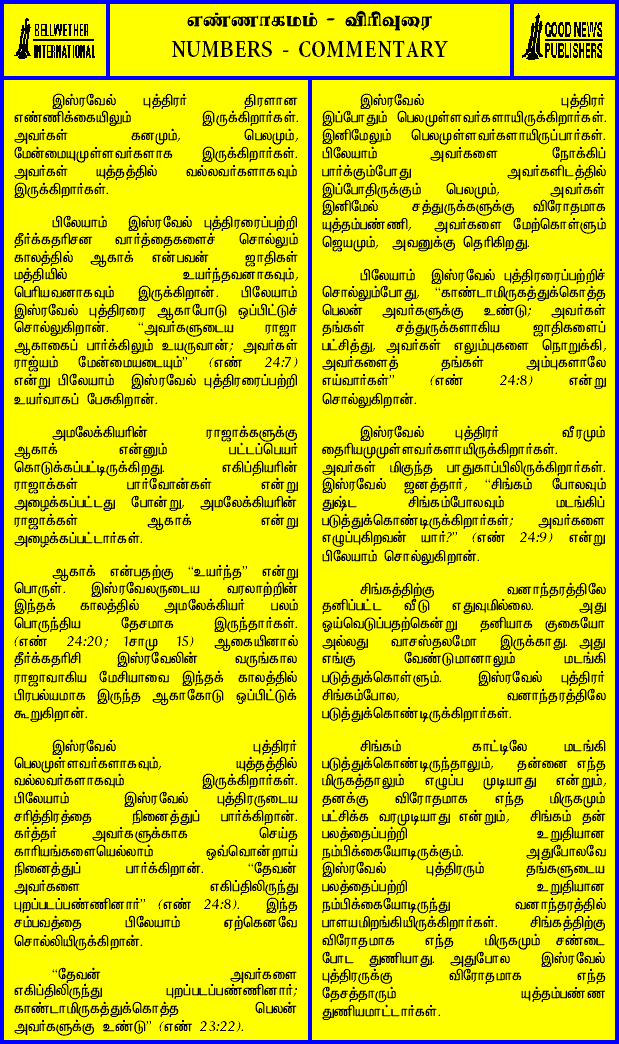 BELLWETHER
INTERNATIONAL
எண்ணாகமம் - விரிவுரை
NUMBERS - COMMENTARY
GOOD NEWS
PUBLISHERS
இஸ்ரவேல் புத்திரர் திரளான
எண்ணிக்கையிலும் இருக்கிறார்கள்.
அவர்கள் கனமும், பெலமும்,
மேன்மையுமுள்ளவர்களாக இருக்கிறார்கள்.
அவர்கள் யுத்தத்தில் வல்லவர்களாகவும்
இருக்கிறார்கள்.
பிலேயாம் இஸ்ரவேல் புத்திரரைப்பற்றி
தீர்க்கதரிசன வார்த்தைகளைச் சொல்லும்
காலத்தில் ஆகாக் என்பவன் ஜாதிகள்
மத்தியில் உயர்ந்தவனாகவும்,
பெரியவனாகவும் இருக்கிறான். பிலேயாம்
இஸ்ரவேல் புத்திரரை ஆகாபோடு ஒப்பிட்டுச்
சொல்லுகிறான். “அவர்களுடைய ராஜா
ஆகாகைப் பார்க்கிலும் உயருவான்; அவர்கள்
ராஜ்யம் மேன்மையடையும்” (எண் 24:7)
என்று பிலேயாம் இஸ்ரவேல் புத்திரரைப்பற்றி
உயர்வாகப் பேசுகிறான்.
அமலேக்கியரின் ராஜாக்களுக்கு
ஆகாக் என்னும் பட்டப்பெயர்
கொடுக்கப்பட்டிருக்கிறது. எகிப்தியரின்
ராஜாக்கள் பார்வோன்கள் என்று
அழைக்கப்பட்டது போன்று, அமலேக்கியரின்
ராஜாக்கள் ஆகாக் என்று
அழைக்கப்பட்டார்கள்.
ஆகாக் என்பதற்கு “உயர்ந்த” என்று
பொருள். இஸ்ரவேலருடைய வரலாற்றின்
இந்தக் காலத்தில் அமலேக்கியர் பலம்
பொருந்திய தேசமாக இருந்தார்கள்.
(எண் 24:20; 1சாமு 15) ஆகையினால்
தீர்க்கதரிசி இஸ்ரவேலின் வருங்கால
ராஜாவாகிய மேசியாவை இந்தக் காலத்தில்
பிரபல்யமாக இருந்த ஆகாகோடு ஒப்பிட்டுக்
கூறுகிறான்.
இஸ்ரவேல் புத்திரர்
பெலமுள்ளவர்களாகவும், யுத்தத்தில்
வல்லவர்களாகவும் இருக்கிறார்கள்.
பிலேயாம் இஸ்ரவேல் புத்திரருடைய
சரித்திரத்தை நினைத்துப் பார்க்கிறான்.
கர்த்தர் அவர்களுக்காக செய்த
காரியங்களையெல்லாம் ஒவ்வொன்றாய்
நினைத்துப் பார்க்கிறான். “தேவன்
அவர்களை எகிப்திலிருந்து
புறப்படப்பண்ணினார்” (எண் 24:8). இந்த
சம்பவத்தை பிலேயாம் ஏற்கெனவே
சொல்லியிருக்கிறான்.
“தேவன் அவர்களை
எகிப்திலிருந்து புறப்படப்பண்ணினார்;
காண்டாமிருகத்துக்கொத்த பெலன்
அவர்களுக்கு உண்டு” (எண் 23:22).
இஸ்ரவேல் புத்திரர்
இப்போதும் பெலமுள்ளவர்களாயிருக்கிறார்கள்.
இனிமேலும் பெலமுள்ளவர்களாயிருப்பார்கள்.
பிலேயாம் அவர்களை நோக்கிப்
பார்க்கும்போது அவர்களிடத்தில்
இப்போதிருக்கும் பெலமும், அவர்கள்
இனிமேல் சத்துருக்களுக்கு விரோதமாக
யுத்தம்பண்ணி, அவர்களை மேற்கொள்ளும்
ஜெயமும், அவனுக்கு தெரிகிறது.
பிலேயாம் இஸ்ரவேல் புத்திரரைப்பற்றிச்
சொல்லும்போது, “காண்டாமிருகத்துக்கொத்த
பெலன் அவர்களுக்கு உண்டு; அவர்கள்
தங்கள் சத்துருக்களாகிய ஜாதிகளைப்
பட்சித்து, அவர்கள் எலும்புகளை நொறுக்கி,
அவர்களைத் தங்கள் அம்புகளாலே
எய்வார்கள்” (எண் 24:8) என்று
சொல்லுகிறான்.
இஸ்ரவேல் புத்திரர் வீரமும்
தைரியமுமுள்ளவர்களாயிருக்கிறார்கள்.
அவர்கள் மிகுந்த பாதுகாப்பிலிருக்கிறார்கள்.
இஸ்ரவேல் ஜனத்தார், “சிங்கம் போலவும்
துஷ்ட சிங்கம்போலவும் மடங்கிப்
படுத்துக்கொண்டிருக்கிறார்கள்; அவர்களை
எழுப்புகிறவன் யார்?” (எண் 24:9) என்று
பிலேயாம் சொல்லுகிறான்.
சிங்கத்திற்கு வனாந்தரத்திலே
தனிப்பட்ட வீடு எதுவுமில்லை. அது
ஓய்வெடுப்பதற்கென்று தனியாக குகையோ
அல்லது வாசஸ்தலமோ இருக்காது. அது
எங்கு வேண்டுமானாலும் மடங்கி
படுத்துக்கொள்ளும். இஸ்ரவேல் புத்திரர்
சிங்கம்போல, வனாந்தரத்திலே
படுத்துக்கொண்டிருக்கிறார்கள்.
சிங்கம் காட்டிலே மடங்கி
படுத்துக்கொண்டிருந்தாலும், தன்னை எந்த
மிருகத்தாலும் எழுப்ப முடியாது என்றும்,
தனக்கு விரோதமாக எந்த மிருகமும்
பட்சிக்க வரமுடியாது என்றும், சிங்கம் தன்
பலத்தைப்பற்றி உறுதியான
நம்பிக்கையோடிருக்கும். அதுபோலவே
இஸ்ரவேல் புத்திரரும் தங்களுடைய
பலத்தைப்பற்றி உறுதியான
நம்பிக்கையோடிருந்து வனாந்தரத்தில்
பாளயமிறங்கியிருக்கிறார்கள். சிங்கத்திற்கு
விரோதமாக எந்த மிருகமும் சண்டை
போட துணியாது. அதுபோல இஸ்ரவேல்
புத்திரருக்கு விரோதமாக எந்த
தேசத்தாரும் யுத்தம்பண்ண
துணியமாட்டார்கள்.